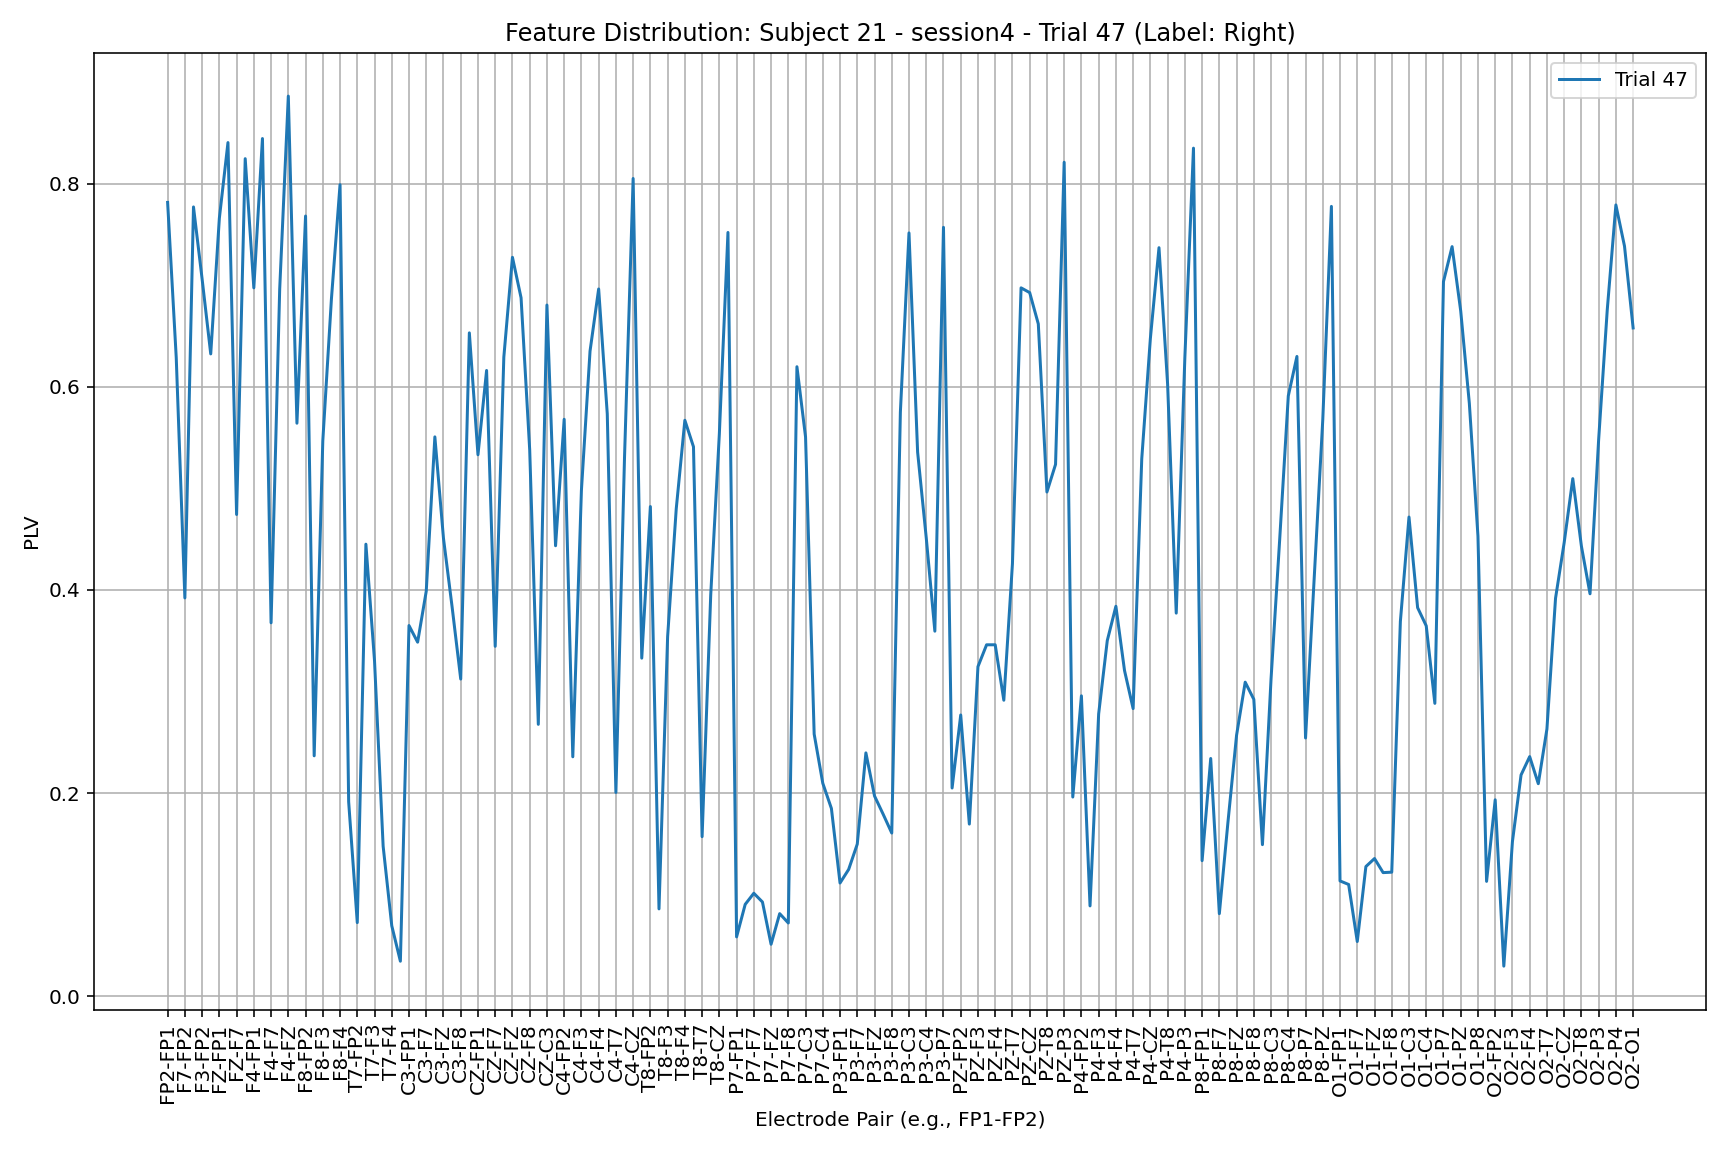 Feature Distribution: Subject 21 - session4 - Trial 47 (Label: Right)
Trial 47
PLV
0.8
0.6
0.4
0.2
0.0
FP2-FP1
F7-FP2
F3-FP2
FZ-FP1
FZ-F7
F4-FP1
F4-F7
F4-FZ
F8-FP2
F8-F3
F8-F4
T7-FP2
T7-F3
T7-F4
C3-FP1
C3-F7
C3-FZ
C3-F8
CZ-FP1
CZ-F7
CZ-FZ
CZ-F8
CZ-C3
C4-FP2
C4-F3
C4-F4
C4-T7
C4-CZ
T8-FP2
T8-F3
T8-F4
T8-T7
T8-CZ
P7-FP1
P7-F7
P7-FZ
P7-F8
P7-C3
P7-C4
P3-FP1
P3-F7
P3-FZ
P3-F8
P3-C3
P3-C4
P3-P7
PZ-FP2
PZ-F3
PZ-F4
PZ-T7
PZ-CZ
PZ-T8
PZ-P3
P4-FP2
P4-F3
P4-F4
P4-T7
P4-CZ
P4-T8
P4-P3
P8-FP1
P8-F7
P8-FZ
P8-F8
P8-C3
P8-C4
P8-P7
P8-PZ
O1-FP1
O1-F7
O1-FZ
O1-F8
O1-C3
O1-C4
O1-P7
O1-PZ
O1-P8
O2-FP2
O2-F3
O2-F4
O2-T7
O2-CZ
O2-T8
O2-P3
O2-P4
O2-O1
Electrode Pair (e.g., FP1-FP2)